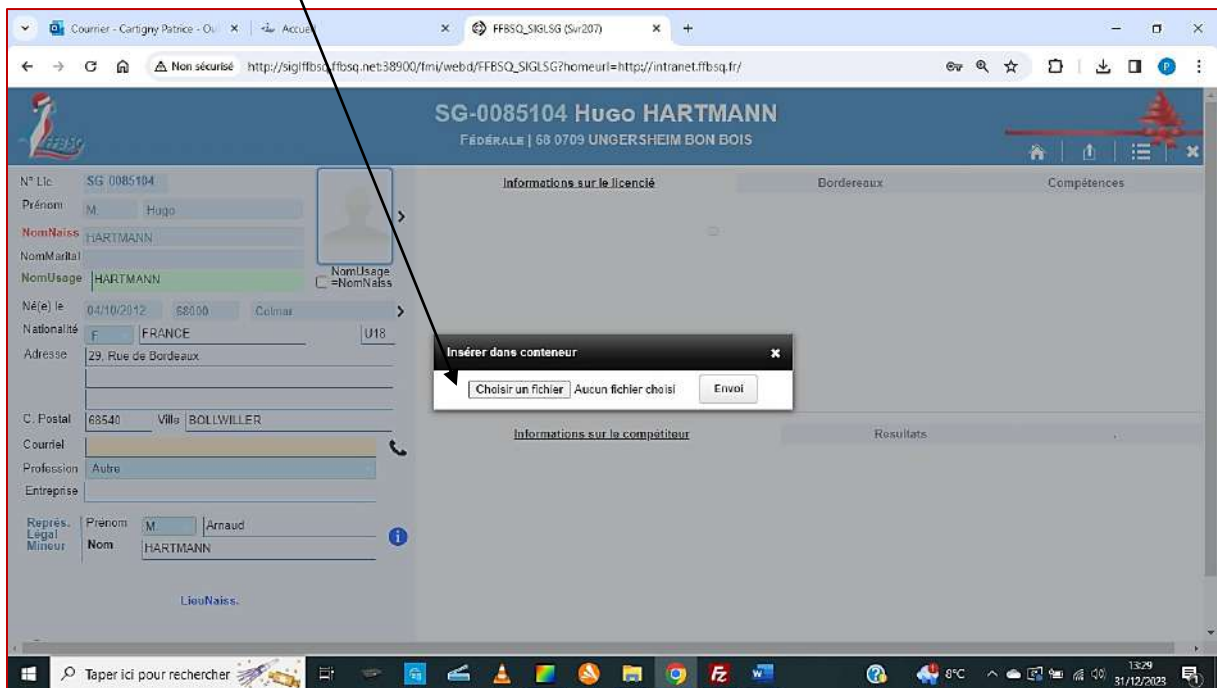 Courrier - Cartigny Patrice - Ou
Accueil
FFBSQ_SIGLSG (Svr207)
Non sécurisé
http://siglffbsq.ffbsq.net:38900/fmi/webd/FFBSQ_SIGLSG?homeurl=http://intranet.ffbsq.fr/
P
FFBSQ
SG-0085104 Hugo HARTMANN
FÉDÉRALE | 68 0709 UNGERSHEIM BON BOIS
N° Lic SG 0085104
Prénom M. Hugo
NomNaiss HARTMANN
NomMarital
NomUsage HARTMANN
NomUsage
=NomNaiss
Né(e) le 04/10/2012 68000 Colmar
Nationalité F FRANCE U18
Adresse 29, Rue de Bordeaux
C. Postal 68540 Ville BOLLWILLER
Courriel
Profession Autre
Entreprise
Représ. Légal Mineur
Prénom M Arnaud
Nom HARTMANN
LieuNaiss.
Informations sur le licencié Bordereaux Compétences
Insérer dans conteneur
Choisir un fichier Aucun fichier choisi Envoi
Informations sur le compétiteur Resultats .
Taper ici pour rechercher
8°C
13:29
31/12/2023